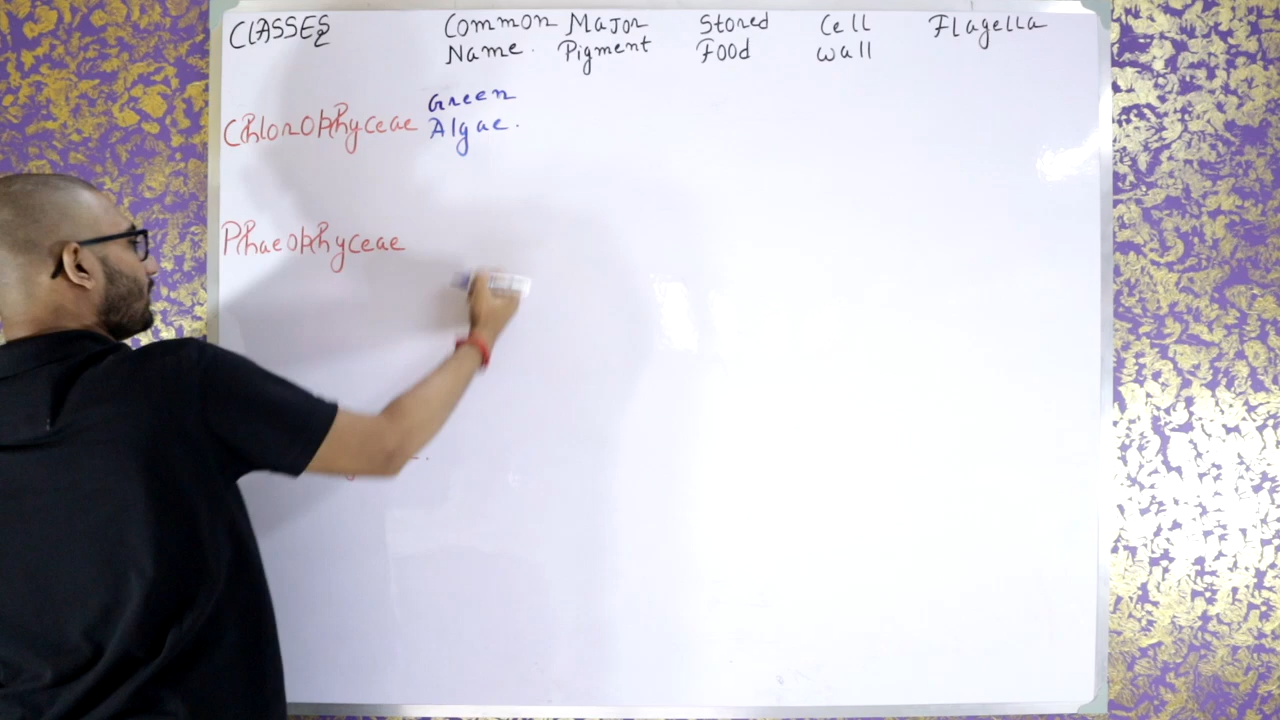 CLASSES Common Major Stored Cell Flagella
Name. Pigment Food wall
Green
Chlorophyceae Algae.
Phaeophyceae